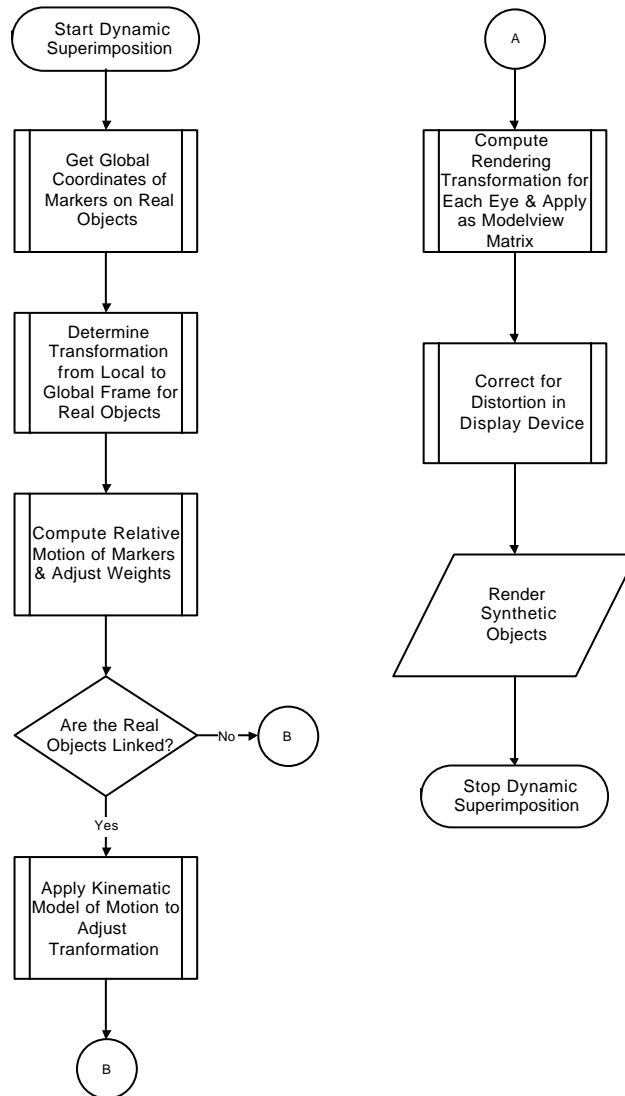 Start Dynamic
Superimposition
Get Global
Coordinates of
Markers on Real
Objects
Determine
Transformation
from Local to
Global Frame for
Real Objects
Compute Relative
Motion of Markers
& Adjust Weights
Are the Real
Objects Linked?
No
B
Yes
Apply Kinematic
Model of Motion to
Adjust
Tranformation
B
A
Compute
Rendering
Transformation for
Each Eye & Apply
as Modelview
Matrix
Correct for
Distortion in
Display Device
Render
Synthetic
Objects
Stop Dynamic
Superimposition